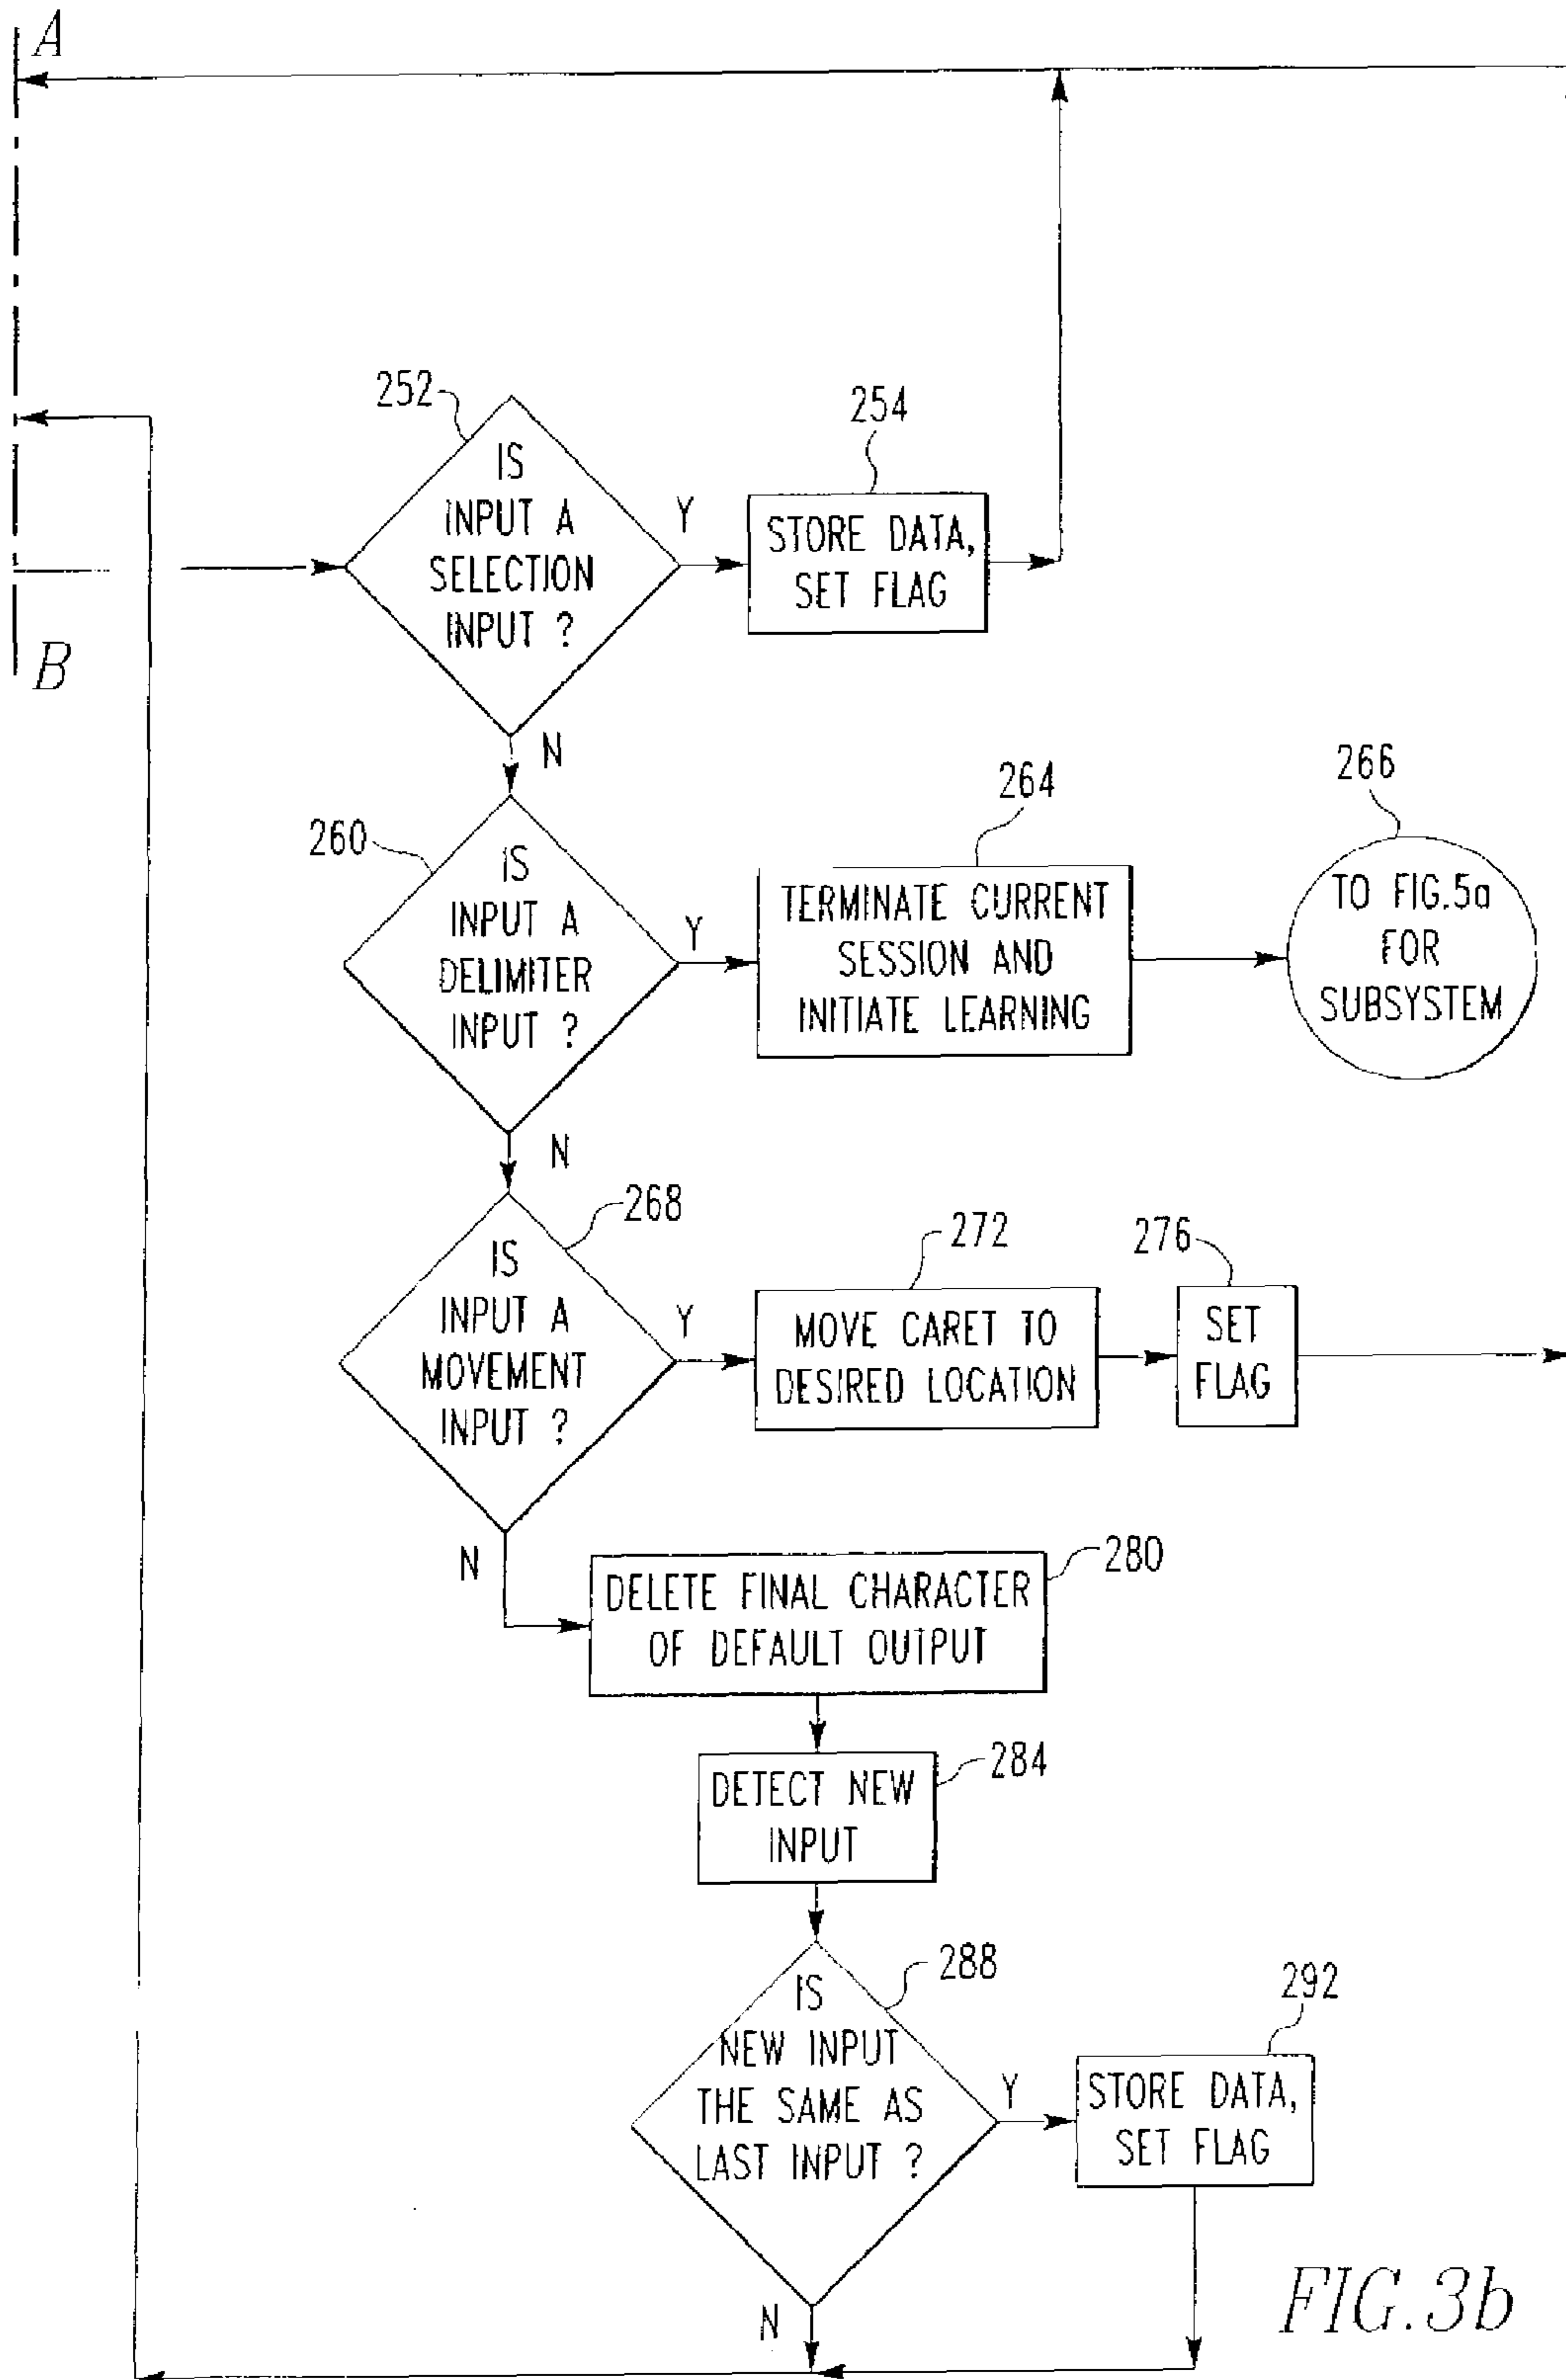 A
252
IS
INPUT A
SELECTION
INPUT ?
Y
254
STORE DATA,
SET FLAG
B
N
260
IS
INPUT A
DELIMITER
INPUT ?
Y
264
TERMINATE CURRENT
SESSION AND
INITIATE LEARNING
266
TO FIG.5a
FOR
SUBSYSTEM
N
268
IS
INPUT A
MOVEMENT
INPUT ?
Y
272
MOVE CARET TO
DESIRED LOCATION
276
SET
FLAG
N
280
DELETE FINAL CHARACTER
OF DEFAULT OUTPUT
284
DETECT NEW
INPUT
288
IS
NEW INPUT
THE SAME AS
LAST INPUT ?
Y
292
STORE DATA,
SET FLAG
N
FIG.3b